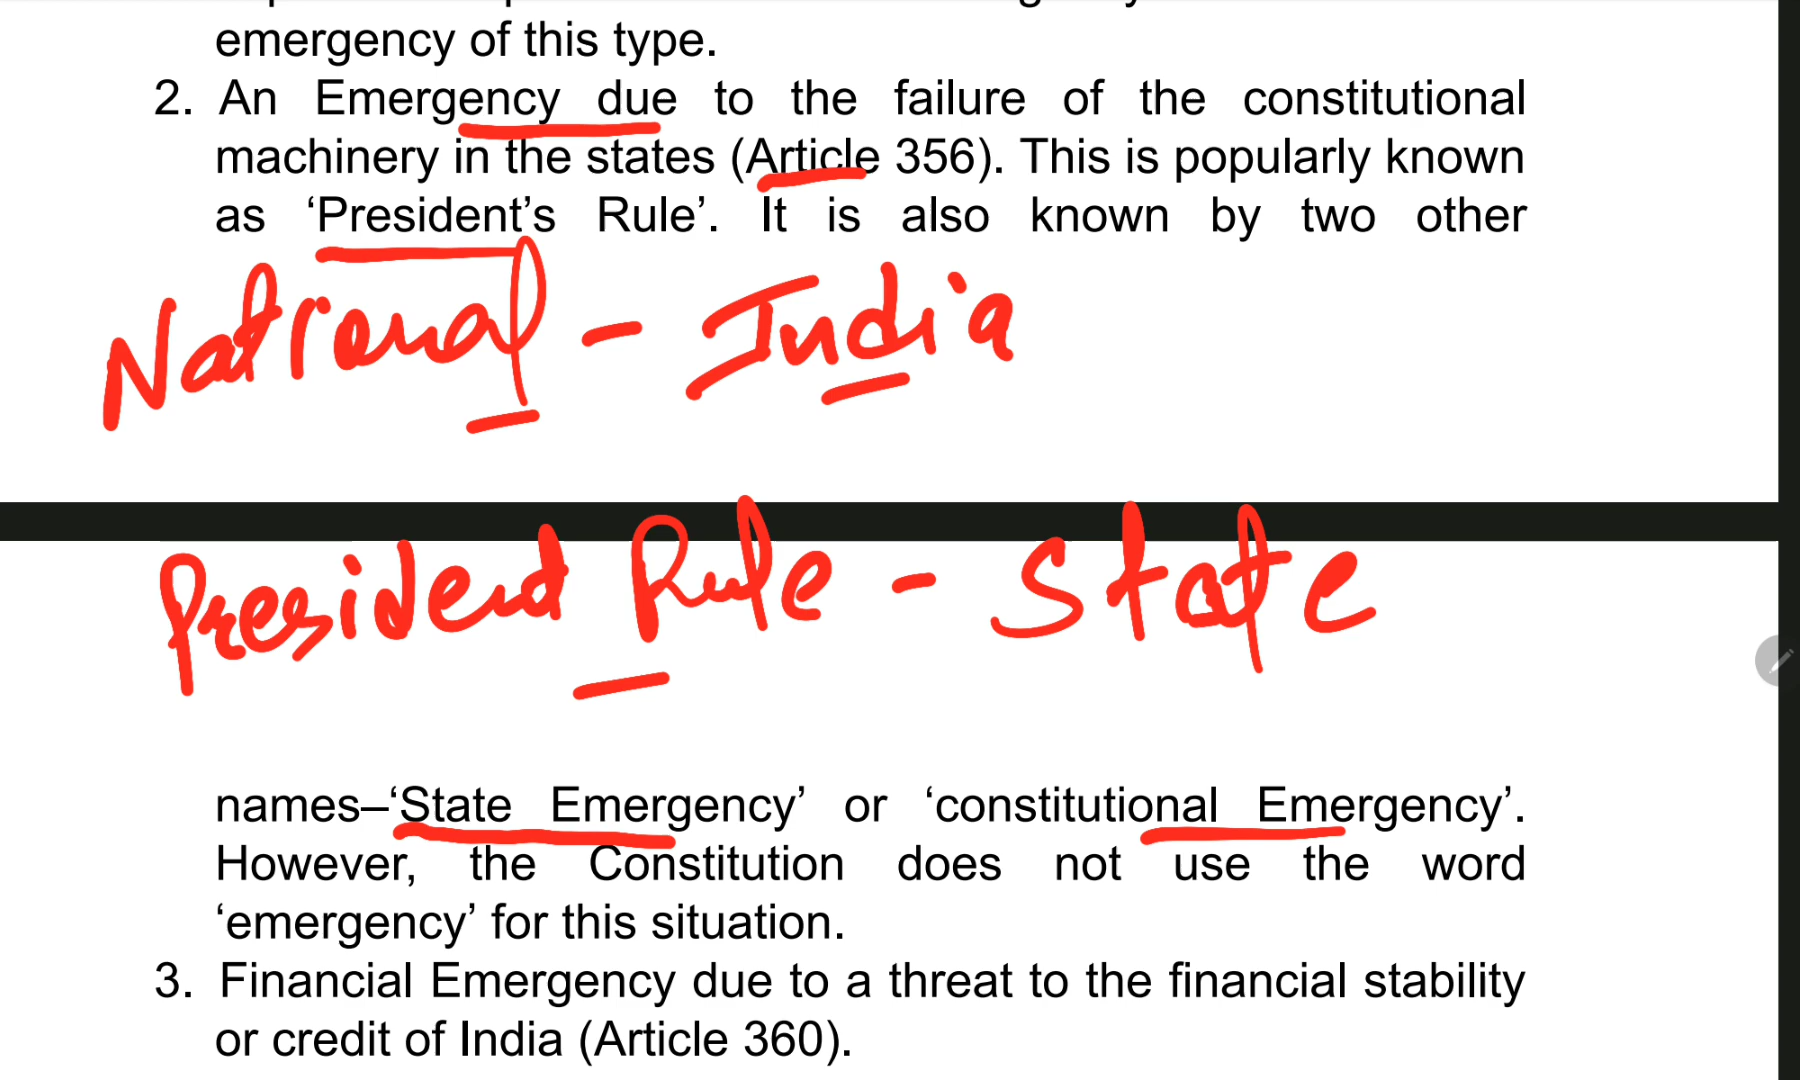 emergency of this type.
2. An Emergency due to the failure of the constitutional
machinery in the states (Article 356). This is popularly known
as ‘President’s Rule’. It is also known by two other
National - India
President Rule - State
names–‘State Emergency’ or ‘constitutional Emergency’.
However, the Constitution does not use the word
‘emergency’ for this situation.
3. Financial Emergency due to a threat to the financial stability
or credit of India (Article 360).